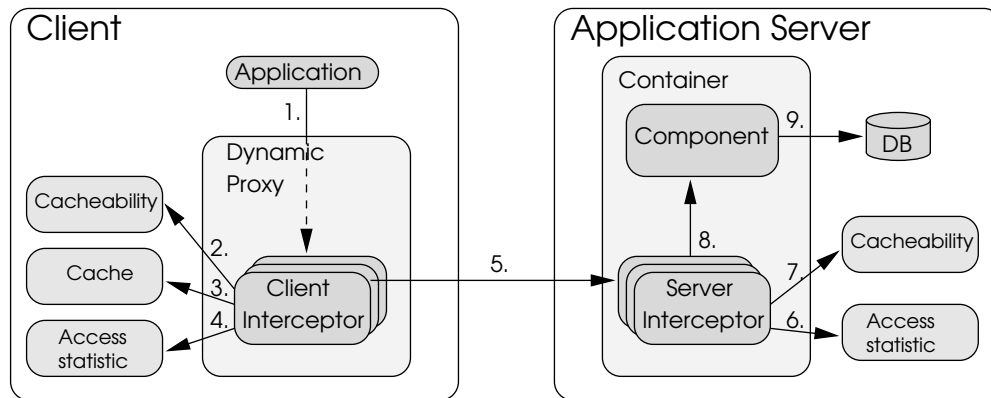 Client
Application
1.
Dynamic
Proxy
Cacheability
2.
Cache
3.
4.
Access
statistic
Client
Interceptor
5.
Application Server
Container
Component
9.
DB
8.
Server
Interceptor
7.
Cacheability
6.
Access
statistic